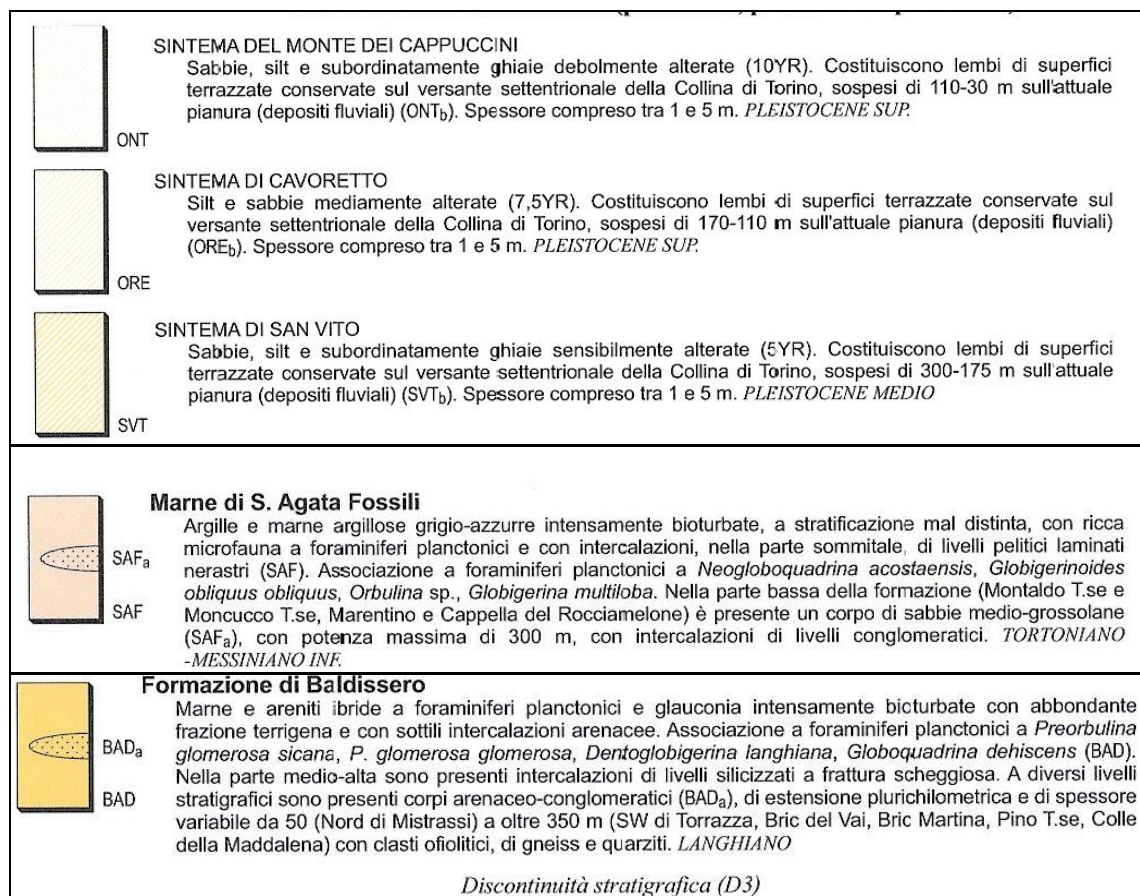 SINTEMA DEL MONTE DEI CAPPUCCINI
Sabbie, silt e subordinatamente ghiaie debolmente alterate (10YR). Costituiscono lembi di superfici
terrazzate conservate sul versante settentrionale della Collina di Torino, sospesi di 110-30 m sull'attuale
pianura (depositi fluviali) (ONTb). Spessore compreso tra 1 e 5 m. PLEISTOCENE SUP.
ONT
SINTEMA DI CAVORETTO
Silt e sabbie mediamente alterate (7,5YR). Costituiscono lembi di superfici terrazzate conservate sul
versante settentrionale della Collina di Torino, sospesi di 170-110 m sull'attuale pianura (depositi fluviali)
(OREb). Spessore compreso tra 1 e 5 m. PLEISTOCENE SUP.
ORE
SINTEMA DI SAN VITO
Sabbie, silt e subordinatamente ghiaie sensibilmente alterate (5YR). Costituiscono lembi di superfici
terrazzate conservate sul versante settentrionale della Collina di Torino, sospesi di 300-175 m sull'attuale
pianura (depositi fluviali) (SVTb). Spessore compreso tra 1 e 5 m. PLEISTOCENE MEDIO
SVT
Marne di S. Agata Fossili
Argille e marne argillose grigio-azzurre intensamente bioturbate, a stratificazione mal distinta, con ricca
microfauna a foraminiferi planctonici e con intercalazioni, nella parte sommitale, di livelli pelitici laminati
SAFa
nerastri (SAF). Associazione a foraminiferi planctonici a Neogloboquadrina acostaensis, Globigerinoides
obliquus obliquus, Orbulina sp., Globigerina multiloba. Nella parte bassa della formazione (Montaldo T.se e
SAF
Moncucco T.se, Marentino e Cappella del Rocciamelone) è presente un corpo di sabbie medio-grossolane
(SAFa), con potenza massima di 300 m, con intercalazioni di livelli conglomeratici. TORTONIANO
-MESSINIANO INF.
Formazione di Baldissero
Marne e areniti ibride a foraminiferi planctonici e glauconia intensamente bioturbate con abbondante
frazione terrigena e con sottili intercalazioni arenacee. Associazione a foraminiferi planctonici a Preorbulina
BADa
glomerosa sicana, P. glomerosa glomerosa, Dentoglobigerina langhiana, Globoquadrina dehiscens (BAD).
Nella parte medio-alta sono presenti intercalazioni di livelli silicizzati a frattura scheggiosa. A diversi livelli
BAD
stratigrafici sono presenti corpi arenaceo-conglomeratici (BADa), di estensione plurichilometrica e di spessore
variabile da 50 (Nord di Mistrassi) a oltre 350 m (SW di Torrazza, Bric del Vai, Bric Martina, Pino T.se, Colle
della Maddalena) con clasti ofiolitici, di gneiss e quarziti. LANGHIANO
Discontinuità stratigrafica (D3)